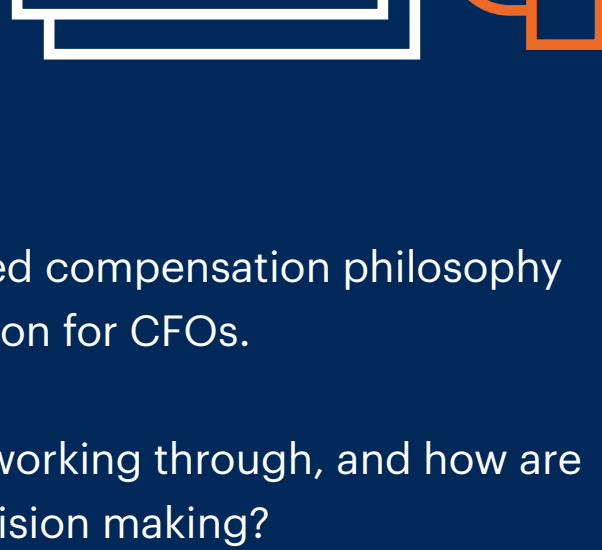 ed compensation philosophy
on for CFOs.
working through, and how are
ision making?